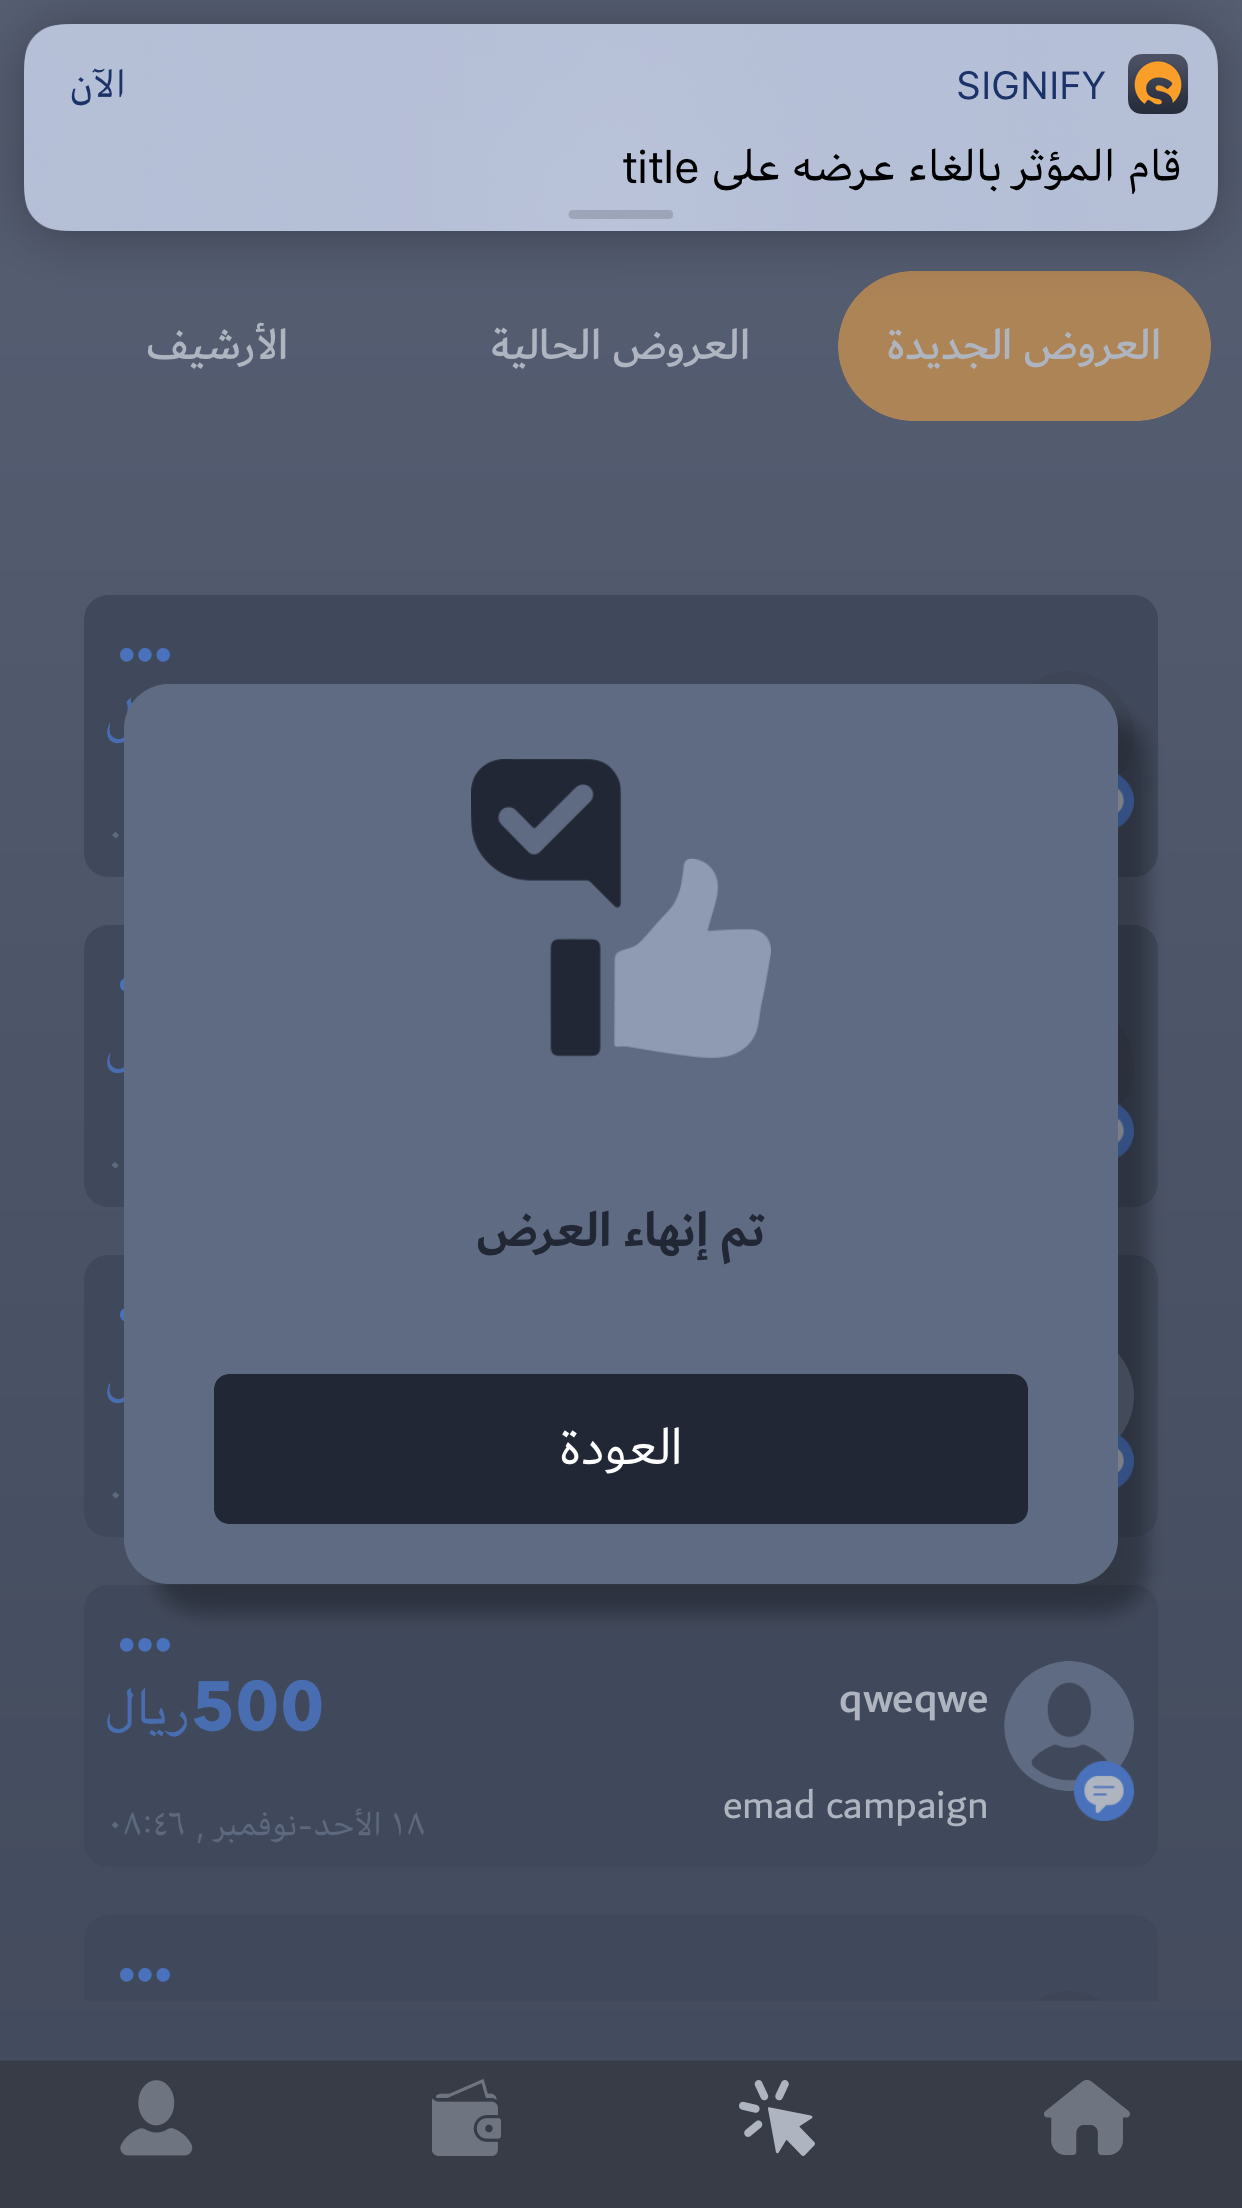 SIGNIFY الآن
قام المؤثر بالغاء عرضه على title
العروض الجديدة العروض الحالية الأرشيف
تم إنهاء العرض
العودة
qweqwe 500ريال
emad campaign ١٨ الأحد-نوفمبر , ٠٨:٤٦